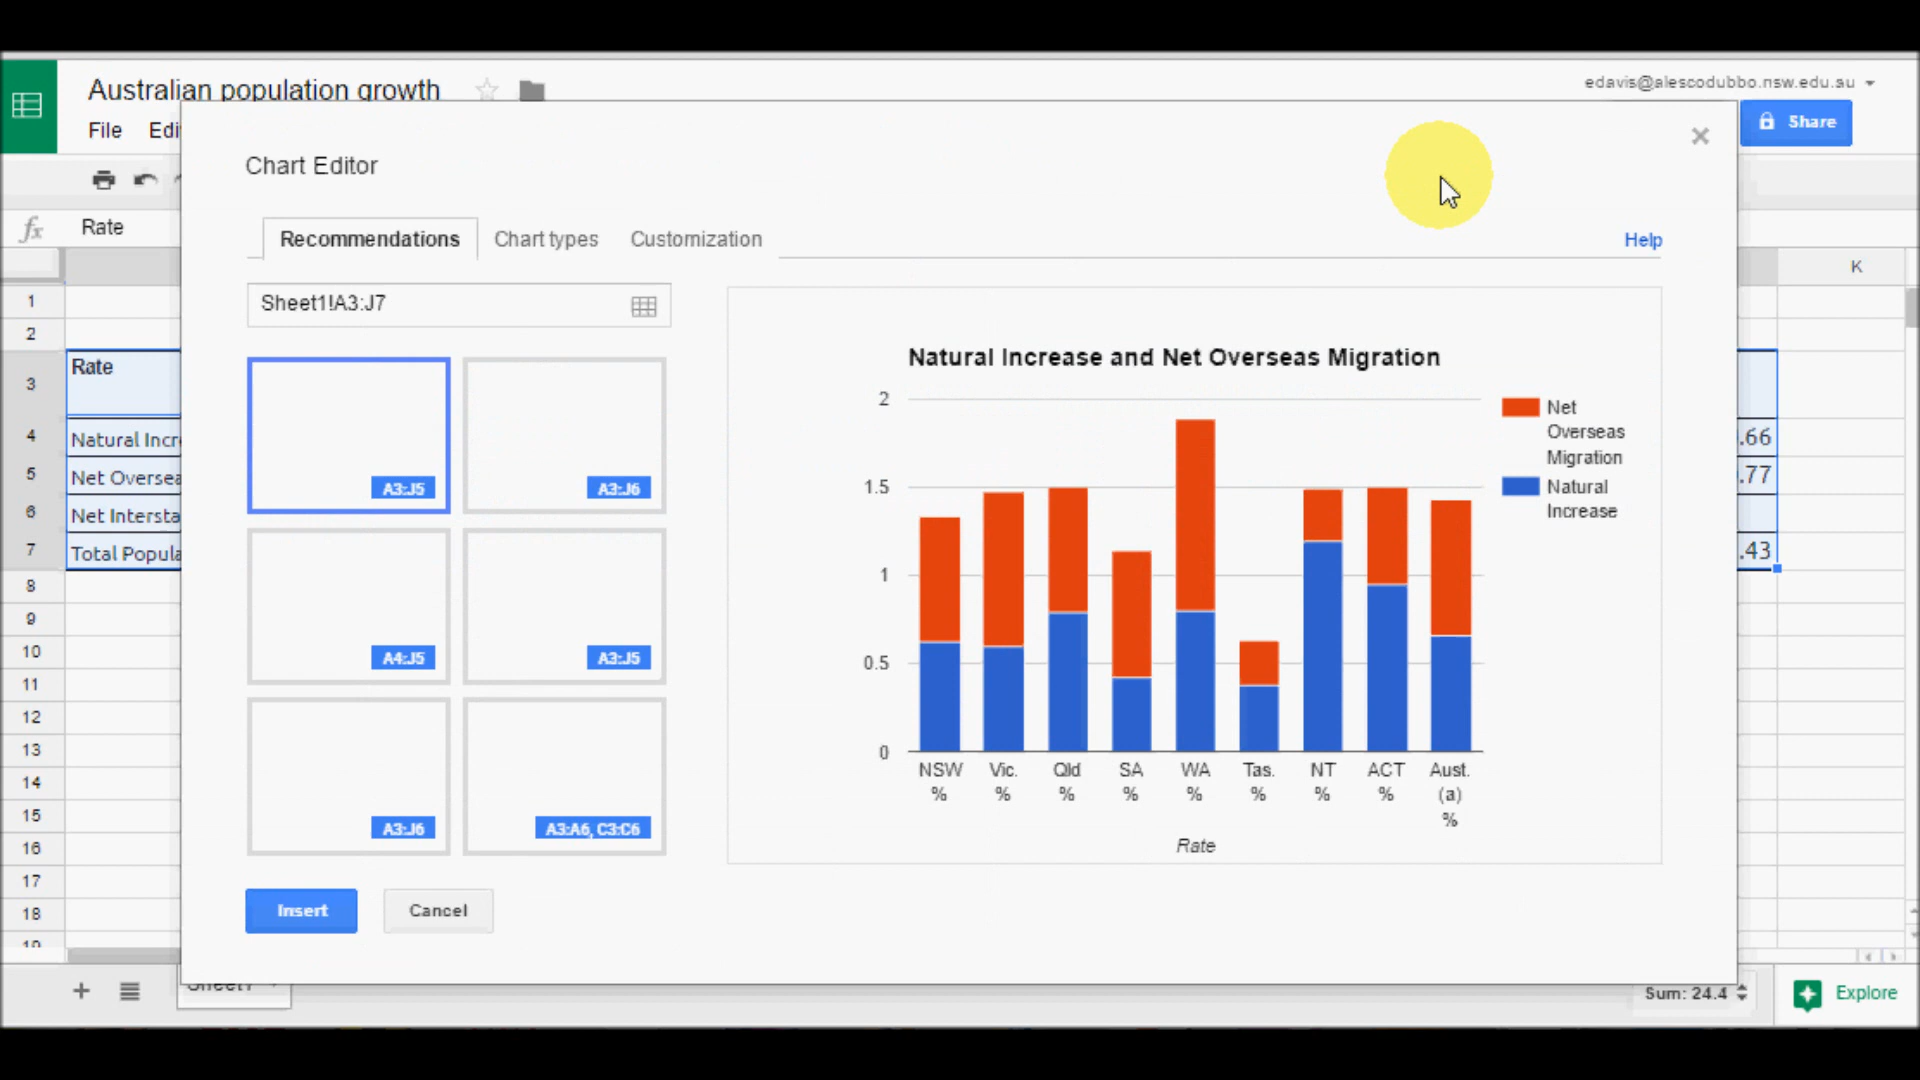 Australian population growth
edavis@alescodubbo.nsw.edu.au
File Edi
Share
Chart Editor
fx Rate
Recommendations Chart types Customization
Help
K
Sheet1!A3:J7
1
2
3 Rate
4 Natural Incr
.66
5 Net Oversea
.77
6 Net Intersta
7 Total Popula
.43
8
9
10
11
12
13
14
15
16
17
18
19
A3:J5 A3:J6
A4:J5 A3:J5
A3:J6 A3:A6, C3:C6
Natural Increase and Net Overseas Migration
2
1.5
1
0.5
0
Net
Overseas
Migration
Natural
Increase
NSW Vic. Qld SA WA Tas. NT ACT Aust.
% % % % % % % % (a)
%
Rate
Insert Cancel
Sheet1
Sum: 24.4
Explore